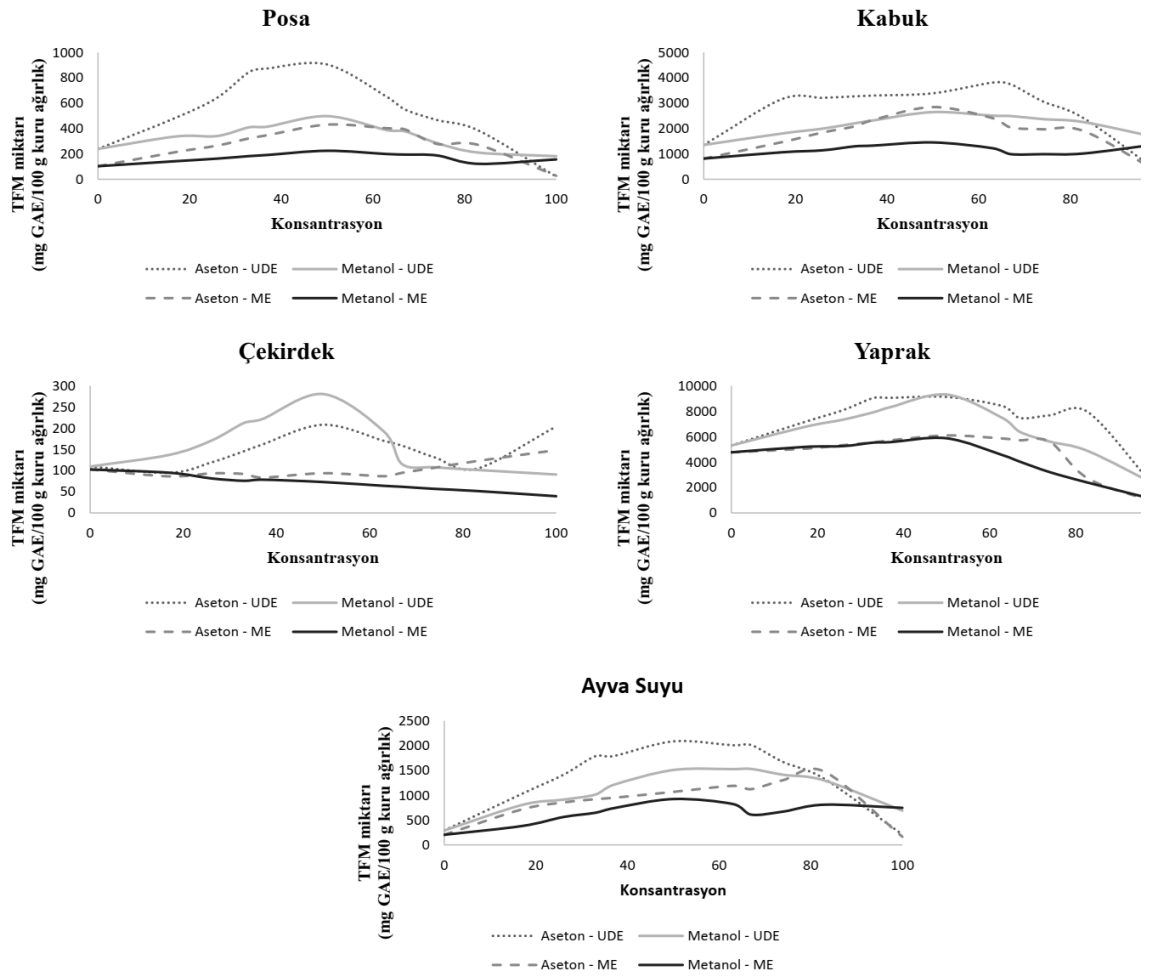 Posa
TFM miktarı
(mg GAE/100 g kuru ağırlık)
1000
800
600
400
200
0
0 20 40 60 80 100
Konsantrasyon
Aseton - UDE Metanol - UDE
Aseton - ME Metanol - ME
Kabuk
TFM miktarı
(mg GAE/100 g kuru ağırlık)
5000
4000
3000
2000
1000
0
0 20 40 60 80
Konsantrasyon
Aseton - UDE Metanol - UDE
Aseton - ME Metanol - ME
Çekirdek
TFM miktarı
(mg GAE/100 g kuru ağırlık)
300
250
200
150
100
50
0
0 20 40 60 80 100
Konsantrasyon
Aseton - UDE Metanol - UDE
Aseton - ME Metanol - ME
Yaprak
TFM miktarı
(mg GAE/100 g kuru ağırlık)
10000
8000
6000
4000
2000
0
0 20 40 60 80
Konsantrasyon
Aseton - UDE Metanol - UDE
Aseton - ME Metanol - ME
Ayva Suyu
TFM miktarı
(mg GAE/100 g kuru ağırlık)
2500
2000
1500
1000
500
0
0 20 40 60 80 100
Konsantrasyon
Aseton - UDE Metanol - UDE
Aseton - ME Metanol - ME